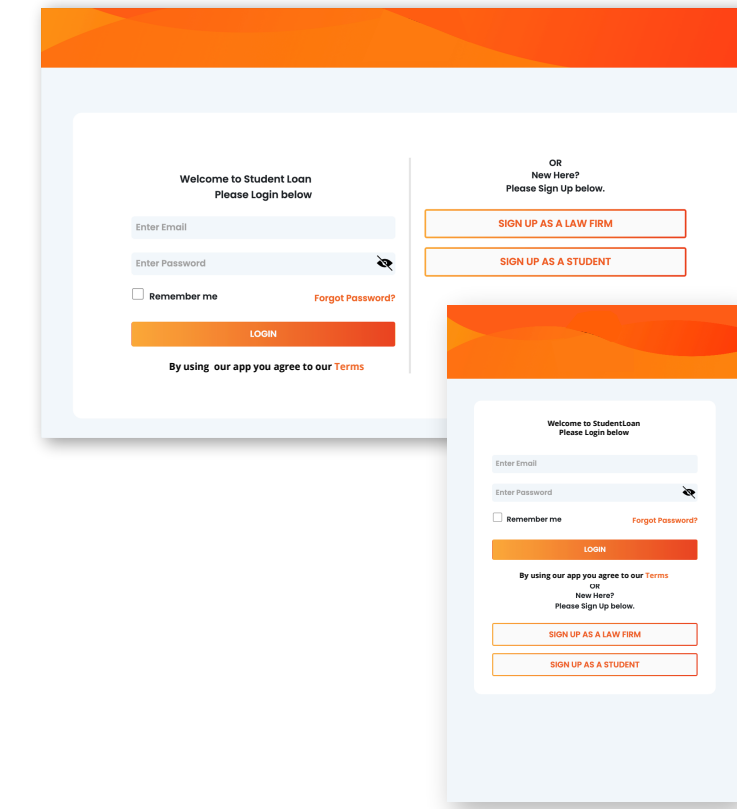 Welcome to Student Loan
Please Login below
Enter Email
Enter Password
Remember me
Forgot Password?
LOGIN
By using our app you agree to our Terms
OR
New Here?
Please Sign Up below.
SIGN UP AS A LAW FIRM
SIGN UP AS A STUDENT
Welcome to StudentLoan
Please Login below
Enter Email
Enter Password
Remember me
Forgot Password?
LOGIN
By using our app you agree to our Terms
OR
New Here?
Please Sign Up below.
SIGN UP AS A LAW FIRM
SIGN UP AS A STUDENT